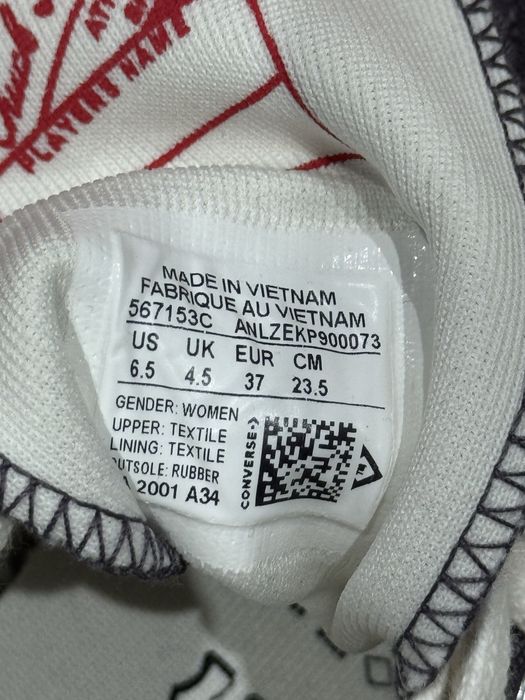 PLAYERS NAME
MADE IN VIETNAM
FABRIQUE AU VIETNAM
567153C ANLZEKP900073
US UK EUR CM
6.5 4.5 37 23.5
GENDER: WOMEN
UPPER: TEXTILE
LINING: TEXTILE
OUTSOLE: RUBBER
2001 A34
CONVERSE